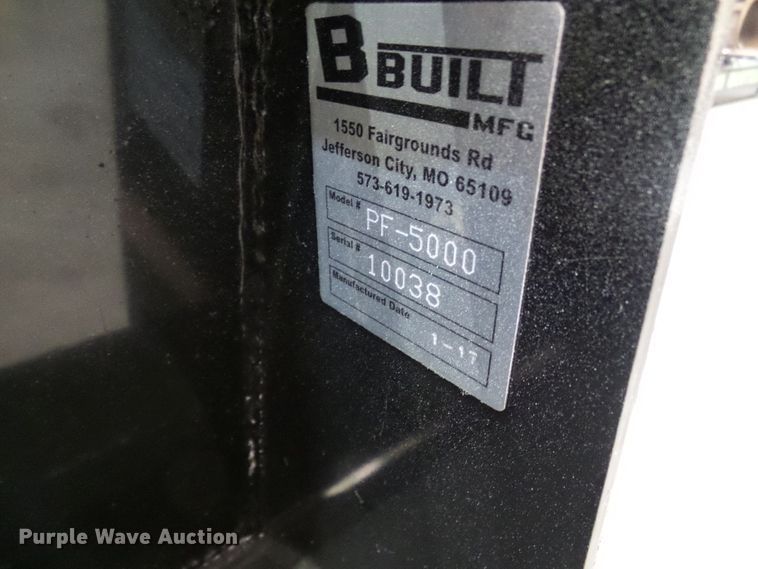 B BUILT
MFG
1550 Fairgrounds Rd
Jefferson City, MO 65109
573-619-1973
Model # PF-5000
Serial # 10038
Manufactured Date
1-17
Purple Wave Auction